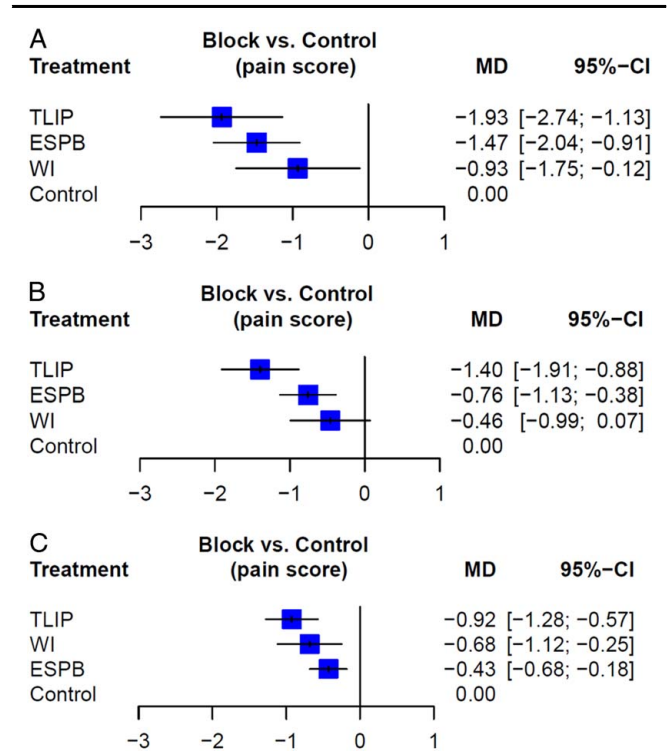 A
Block vs. Control
Treatment (pain score) MD 95%−CI
TLIP −1.93 [−2.74; −1.13]
ESPB −1.47 [−2.04; −0.91]
WI −0.93 [−1.75; −0.12]
Control 0.00
−3 −2 −1 0 1
B
Block vs. Control
Treatment (pain score) MD 95%−CI
TLIP −1.40 [−1.91; −0.88]
ESPB −0.76 [−1.13; −0.38]
WI −0.46 [−0.99; 0.07]
Control 0.00
−3 −2 −1 0 1
C
Block vs. Control
Treatment (pain score) MD 95%−CI
TLIP −0.92 [−1.28; −0.57]
WI −0.68 [−1.12; −0.25]
ESPB −0.43 [−0.68; −0.18]
Control 0.00
−3 −2 −1 0 1